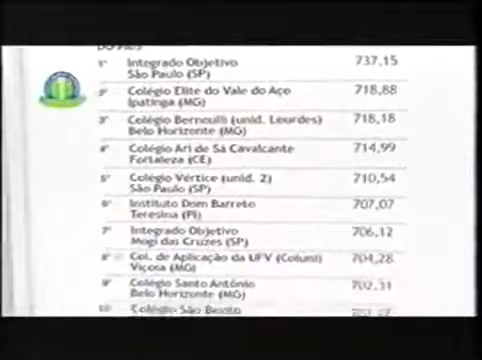 DO PAÍS
1º Integrado Objetivo 737,15
São Paulo (SP)
2º Colégio Elite do Vale do Aço 718,88
Ipatinga (MG)
3º Colégio Bernoulli (unid. Lourdes) 718,18
Belo Horizonte (MG)
4º Colégio Ari de Sá Cavalcante 714,99
Fortaleza (CE)
5º Colégio Vértice (unid. 2) 710,54
São Paulo (SP)
6º Instituto Dom Barreto 707,07
Teresina (PI)
7º Integrado Objetivo 706,12
Mogi das Cruzes (SP)
8º Col. de Aplicação da UFV (Coluni) 704,28
Viçosa (MG)
9º Colégio Santo Antônio 702,31
Belo Horizonte (MG)
10º Colégio São Bento